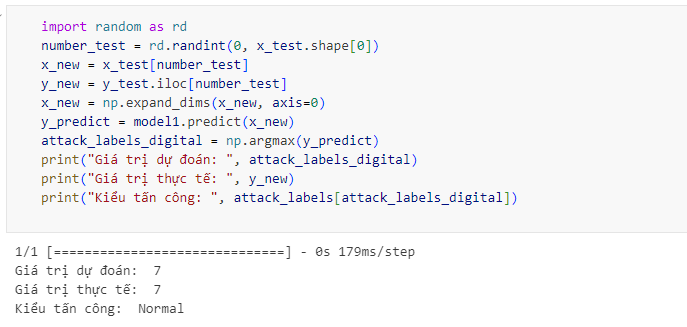 import random as rd
number_test = rd.randint(0, x_test.shape[0])
x_new = x_test[number_test]
y_new = y_test.iloc[number_test]
x_new = np.expand_dims(x_new, axis=0)
y_predict = model1.predict(x_new)
attack_labels_digital = np.argmax(y_predict)
print("Giá trị dự đoán: ", attack_labels_digital)
print("Giá trị thực tế: ", y_new)
print("Kiểu tấn công: ", attack_labels[attack_labels_digital])
1/1 [==============================] - 0s 179ms/step
Giá trị dự đoán:  7
Giá trị thực tế:  7
Kiểu tấn công:  Normal